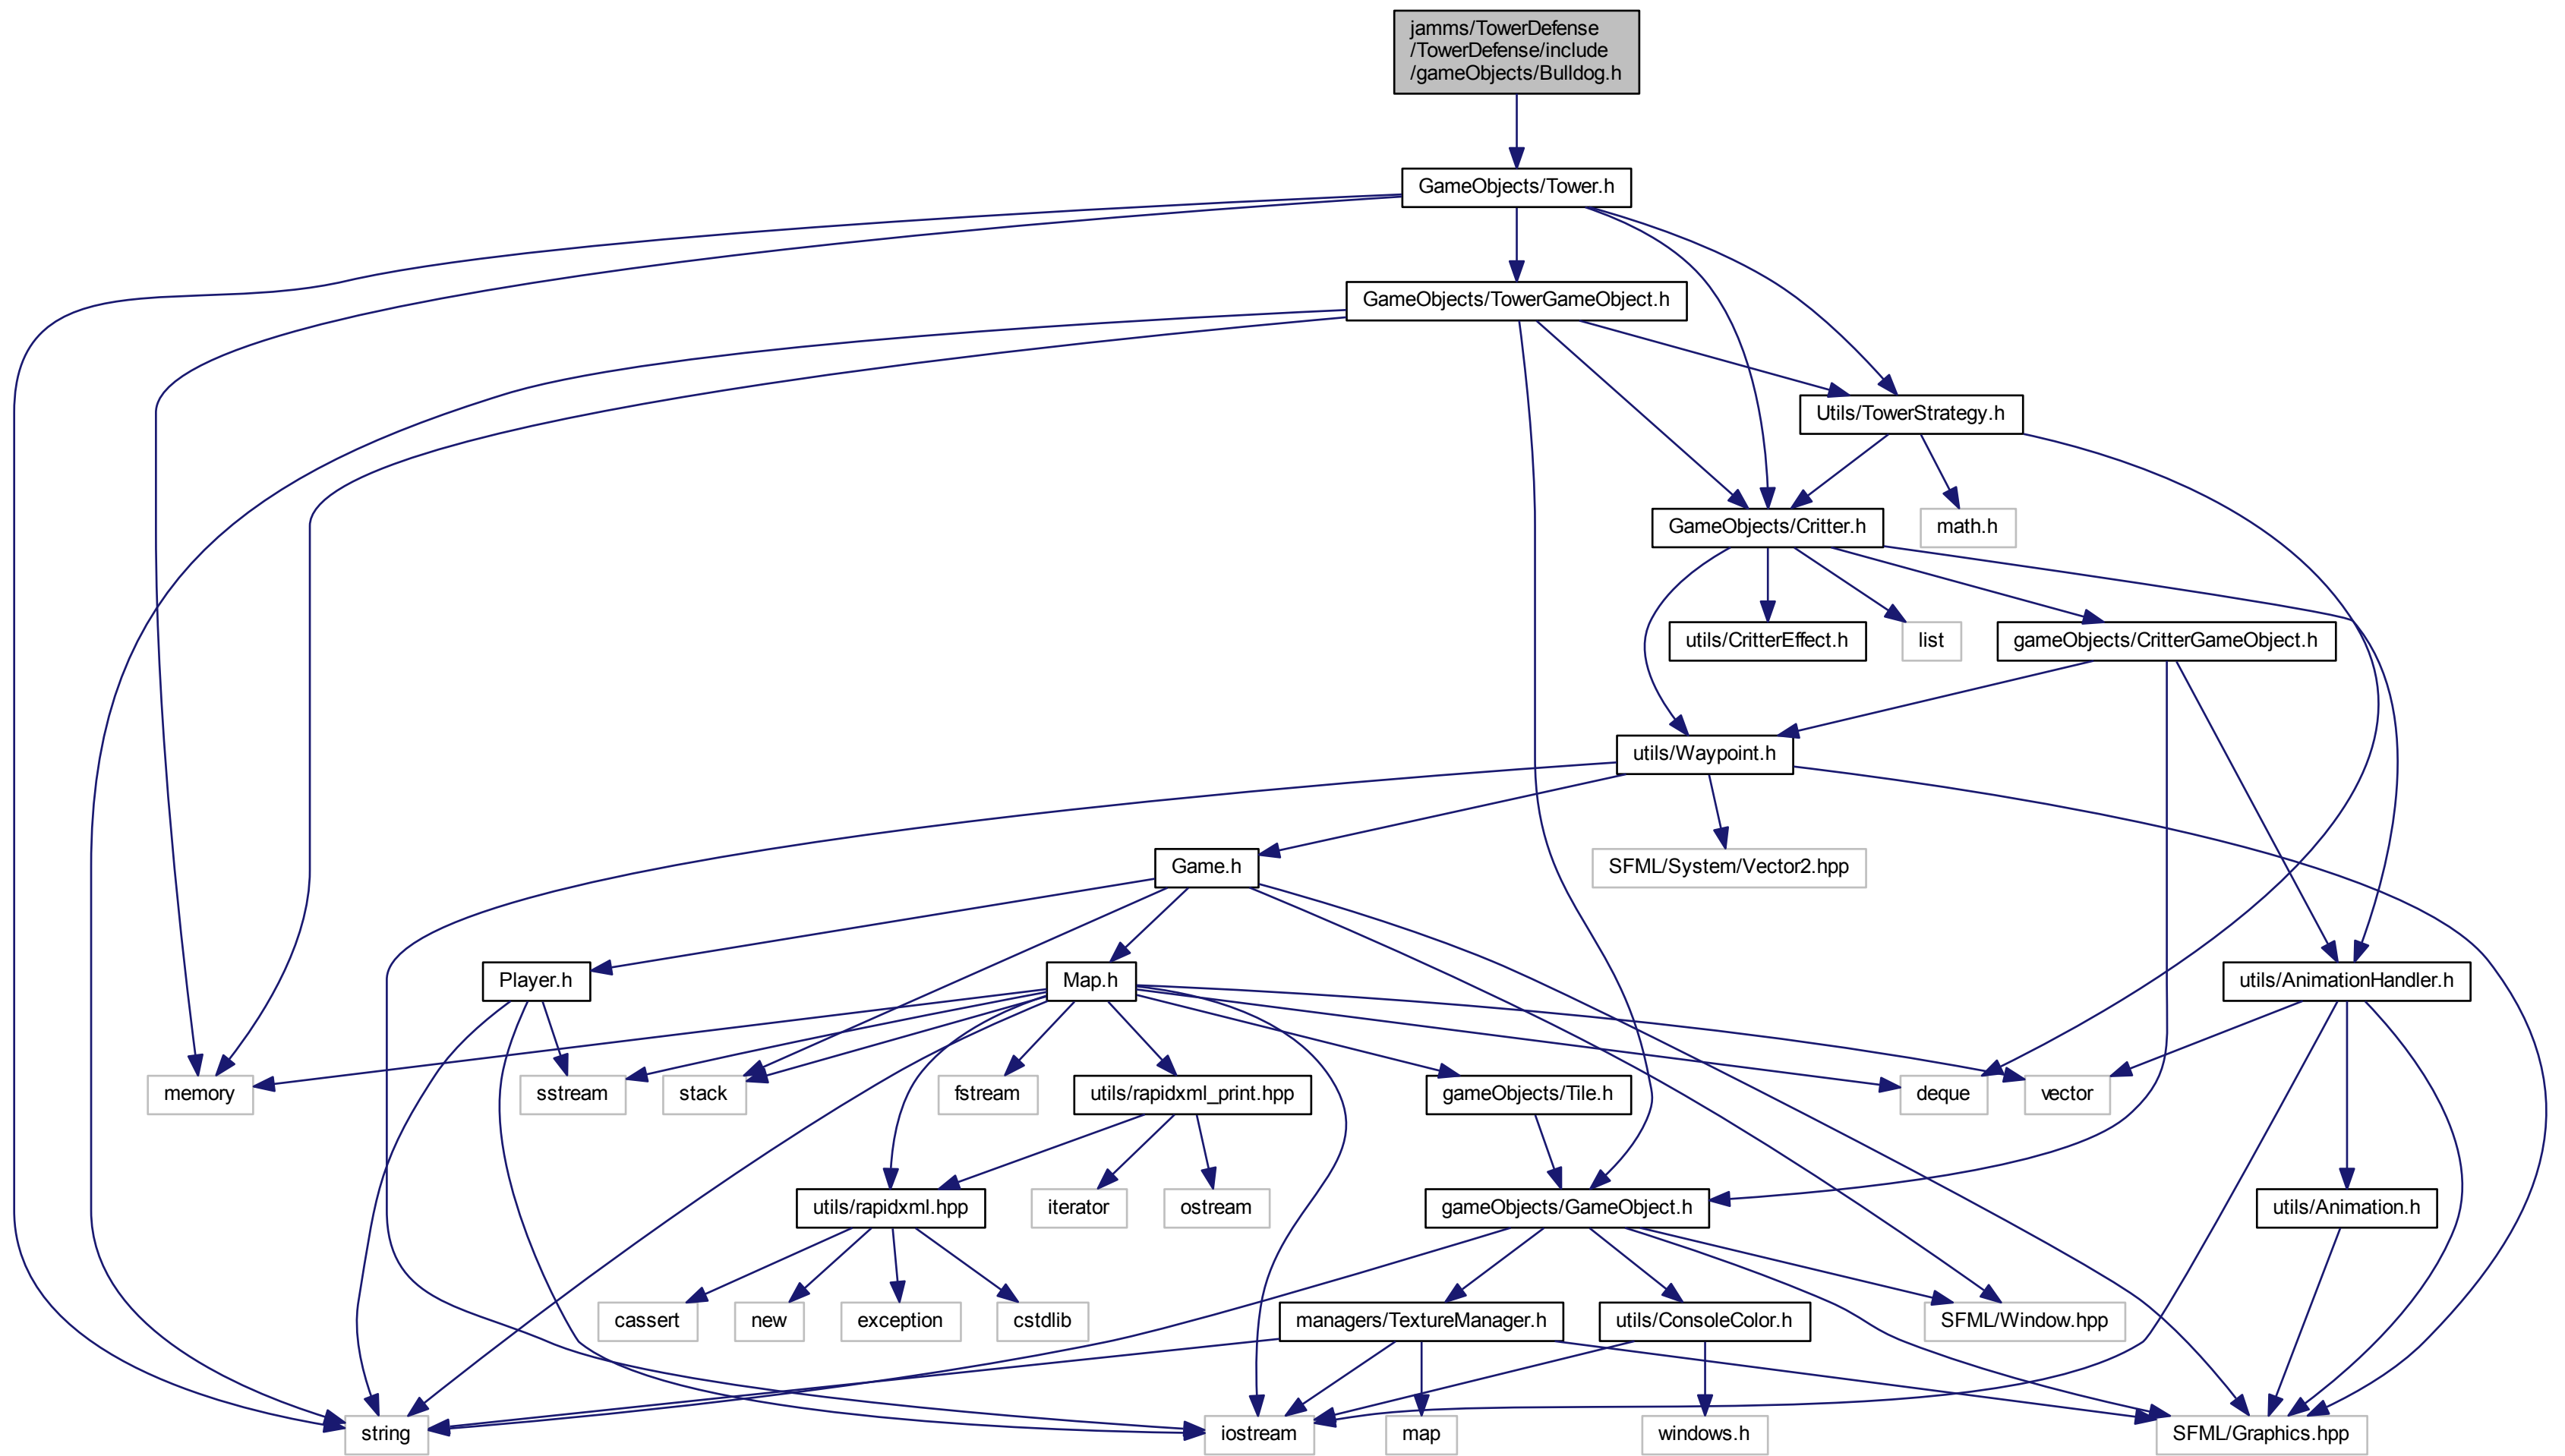 jamms/TowerDefense
/TowerDefense/include
/gameObjects/Bulldog.h
GameObjects/Tower.h
GameObjects/TowerGameObject.h
Utils/TowerStrategy.h
GameObjects/Critter.h
math.h
utils/CritterEffect.h
list
gameObjects/CritterGameObject.h
utils/Waypoint.h
Game.h
SFML/System/Vector2.hpp
Player.h
Map.h
utils/AnimationHandler.h
memory
sstream
stack
fstream
utils/rapidxml_print.hpp
gameObjects/Tile.h
deque
vector
utils/rapidxml.hpp
iterator
ostream
gameObjects/GameObject.h
utils/Animation.h
cassert
new
exception
cstdlib
managers/TextureManager.h
utils/ConsoleColor.h
SFML/Window.hpp
string
iostream
map
windows.h
SFML/Graphics.hpp